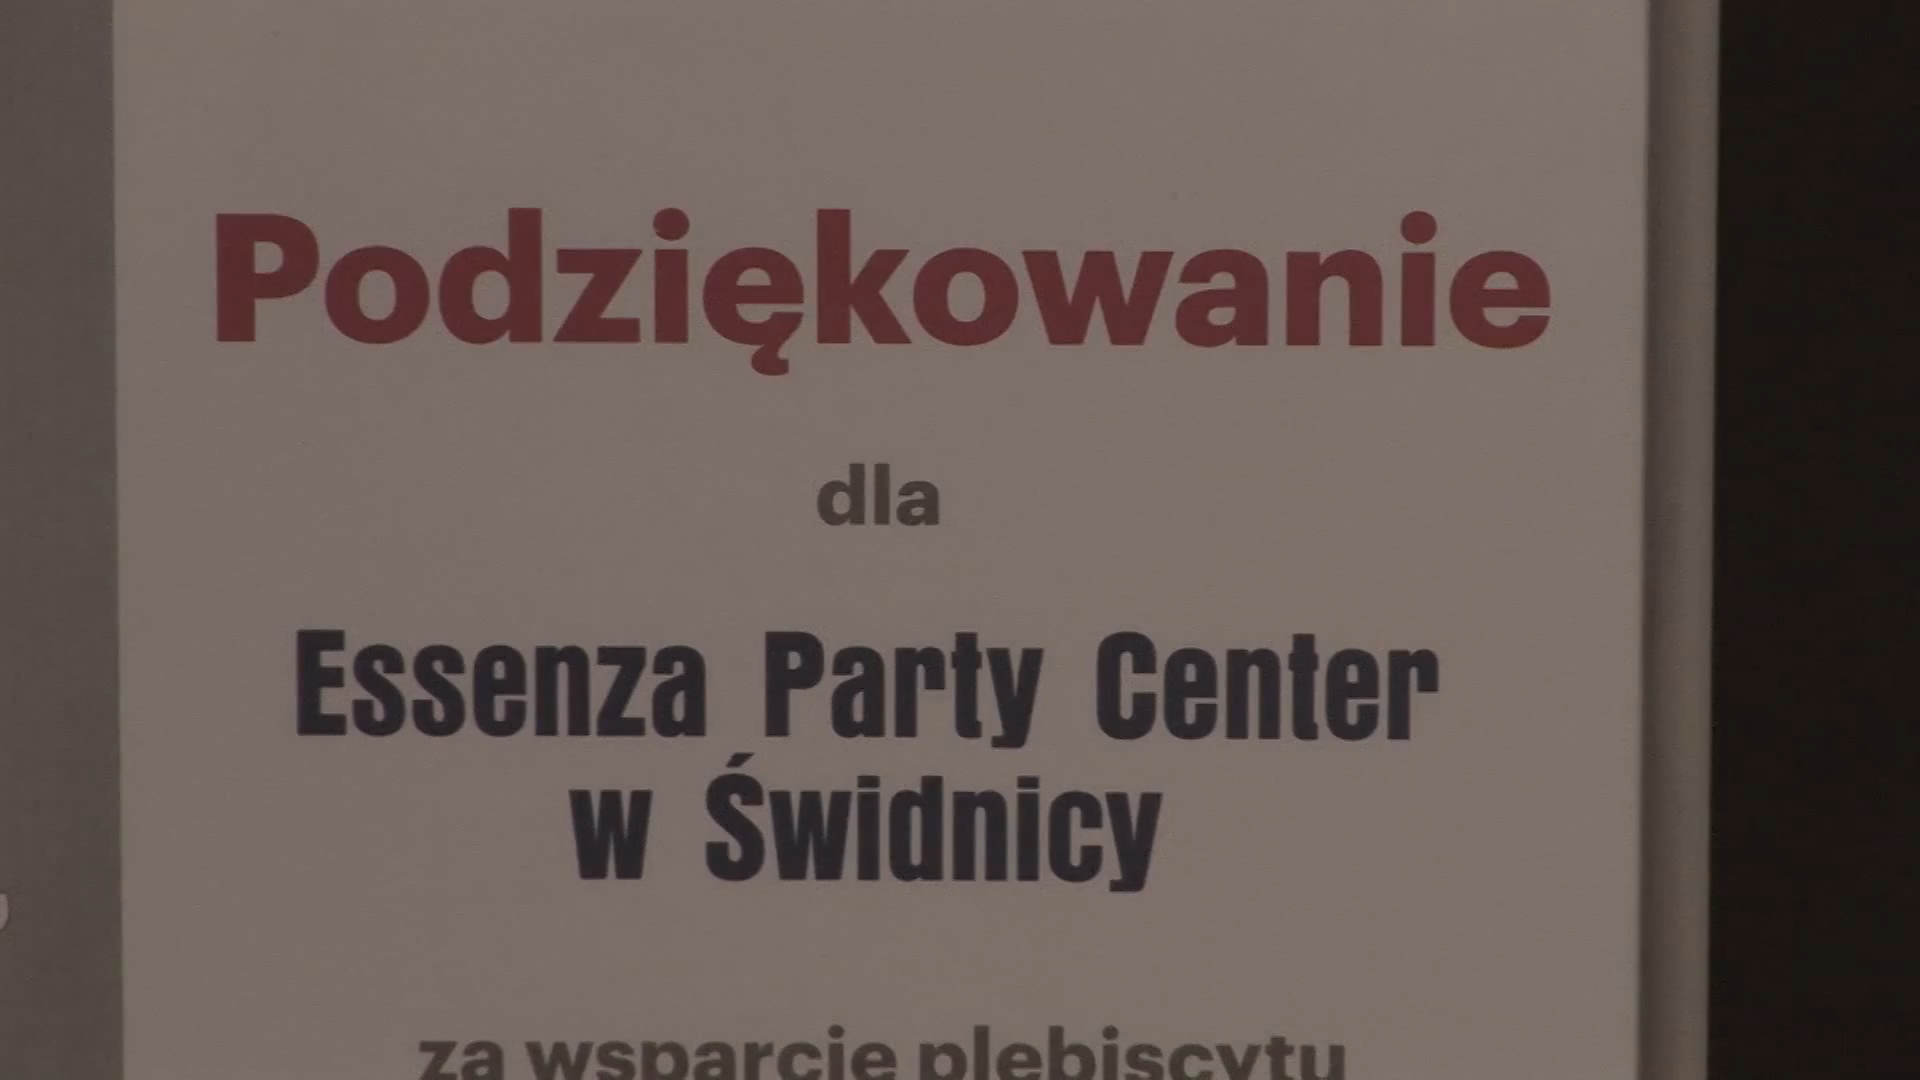 Podziękowanie
dla
Essenza Party Center
w Świdnicy
za wsparcie plebiscytu